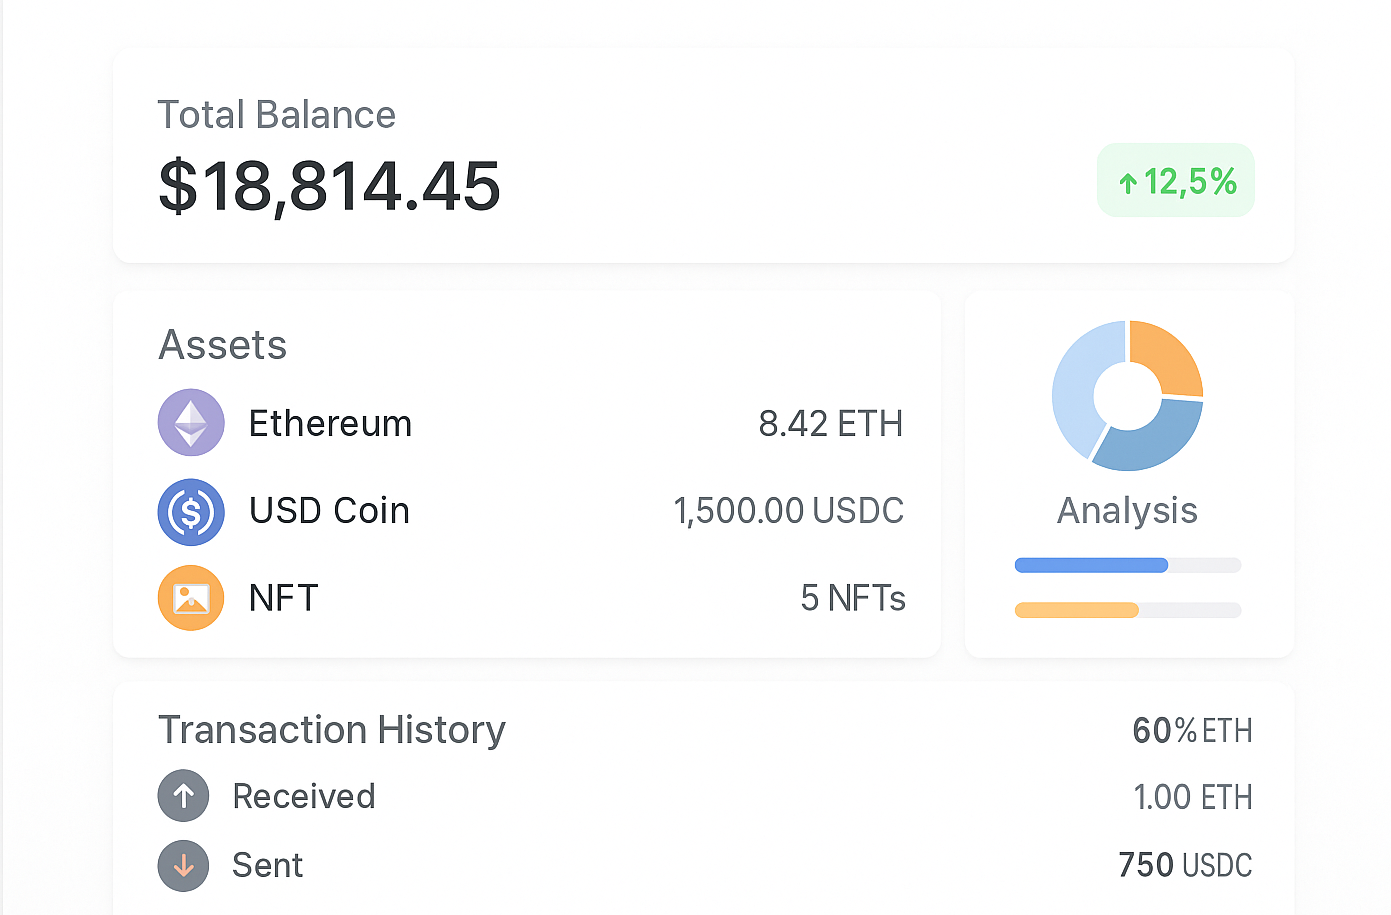 Total Balance
$18,814.45
↑12,5%
Assets
Ethereum 8.42 ETH
USD Coin 1,500.00 USDC
NFT 5 NFTs
Analysis
Transaction History 60% ETH
Received 1.00 ETH
Sent 750 USDC